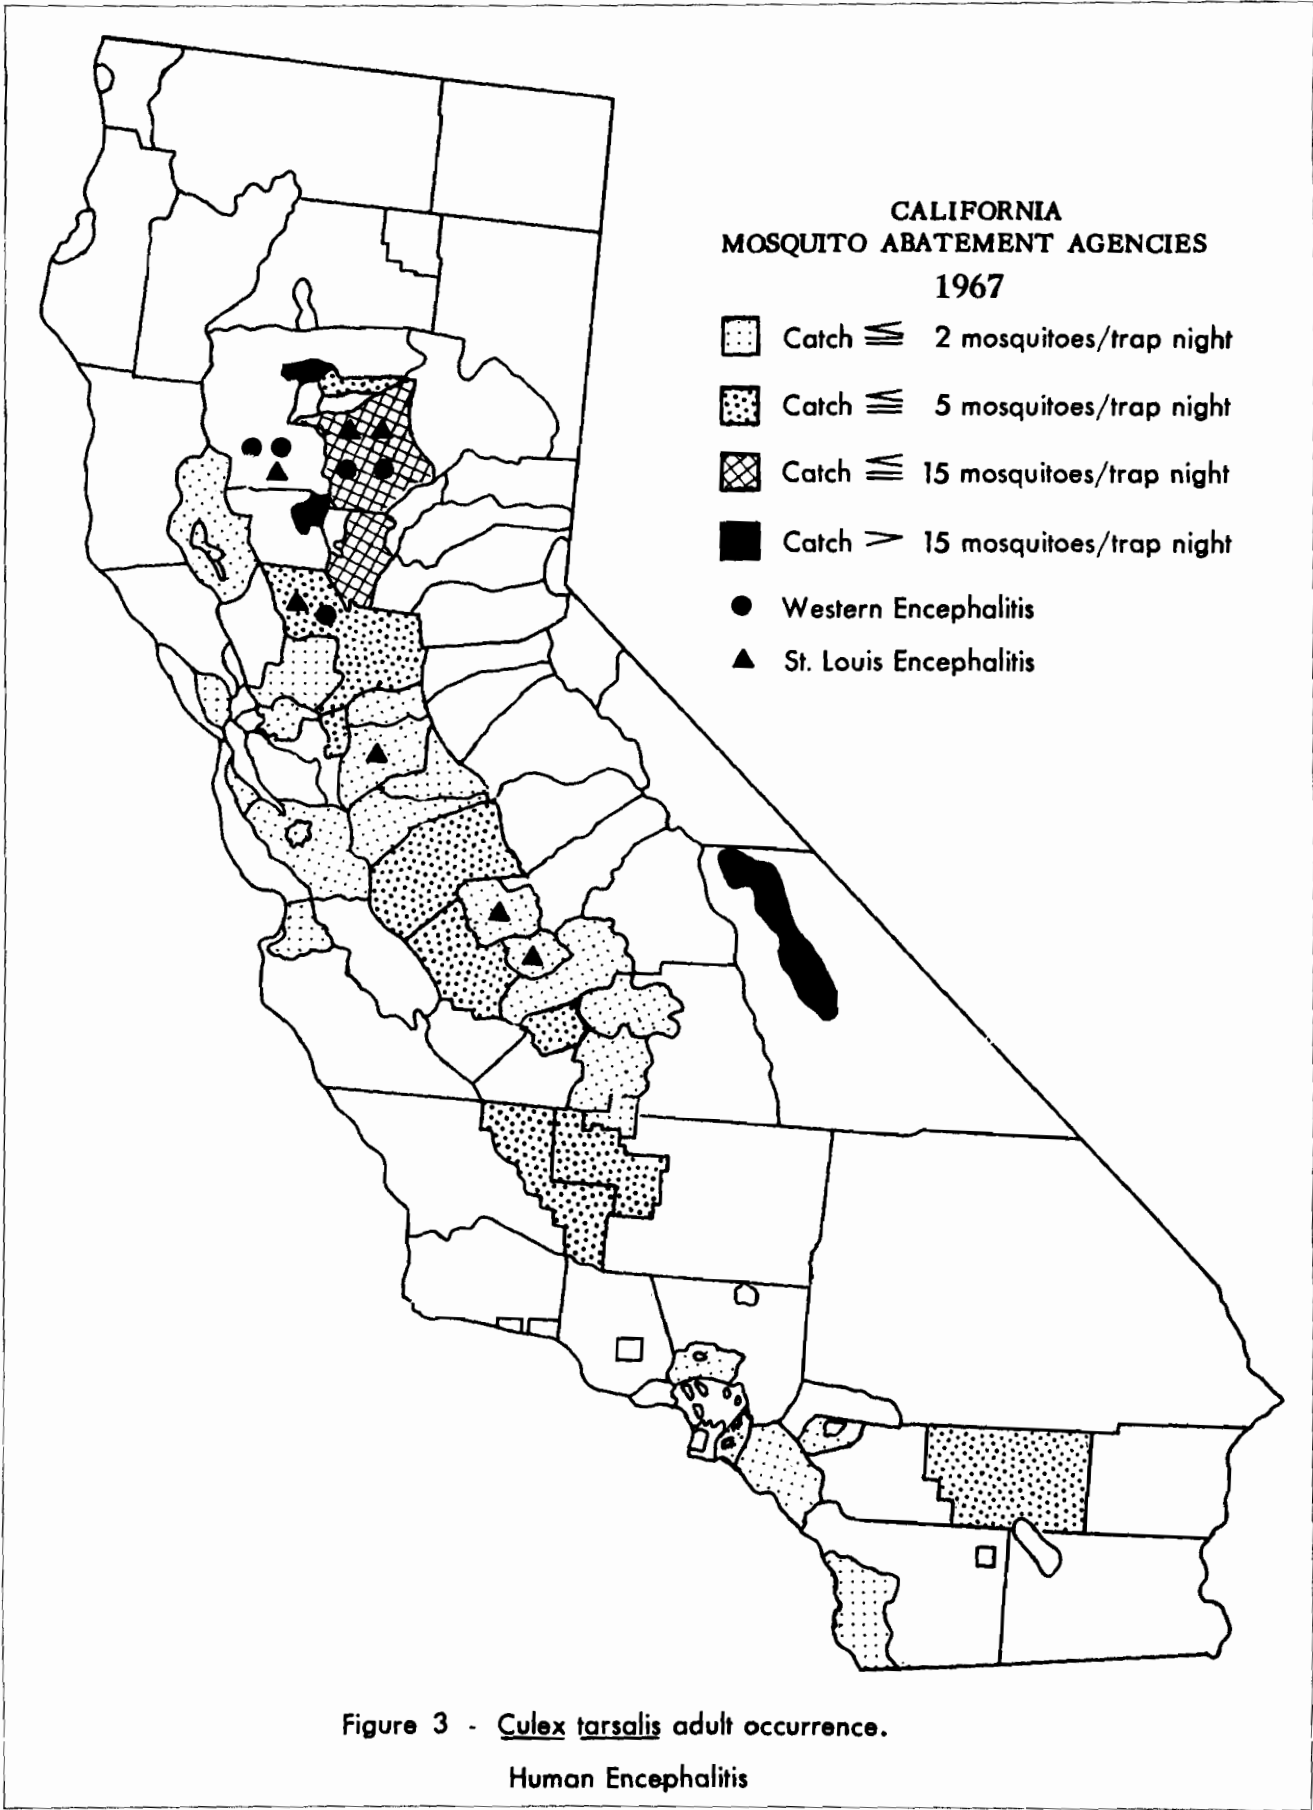 CALIFORNIA
MOSQUITO ABATEMENT AGENCIES
1967
Catch ≦ 2 mosquitoes/trap night
Catch ≦ 5 mosquitoes/trap night
Catch ≦ 15 mosquitoes/trap night
Catch > 15 mosquitoes/trap night
Western Encephalitis
St. Louis Encephalitis
Figure 3 - Culex tarsalis adult occurrence.
Human Encephalitis